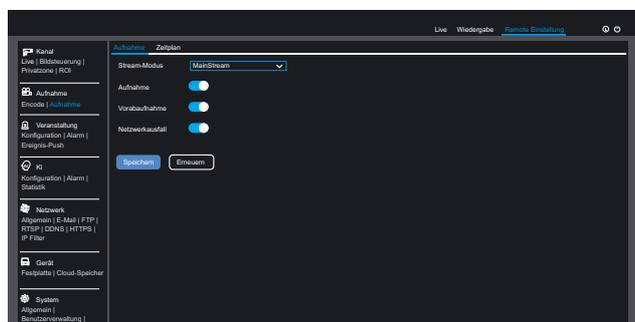 Live Wiedergabe Remote Einstellung
Kanal
Live | Bildsteuerung |
Privatzone | ROI
Aufnahme
Encode | Aufnahme
Veranstaltung
Konfiguration | Alarm |
Ereignis-Push
KI
Konfiguration | Alarm |
Statistik
Netzwerk
Allgemein | E-Mail | FTP |
RTSP | DDNS | HTTPS |
IP Filter
Gerät
Festplatte | Cloud-Speicher
System
Allgemein |
Benutzerverwaltung |
Aufnahme Zeitplan
Stream-Modus MainStream
Aufnahme
Vorabaufnahme
Netzwerkausfall
Speichern Erneuern